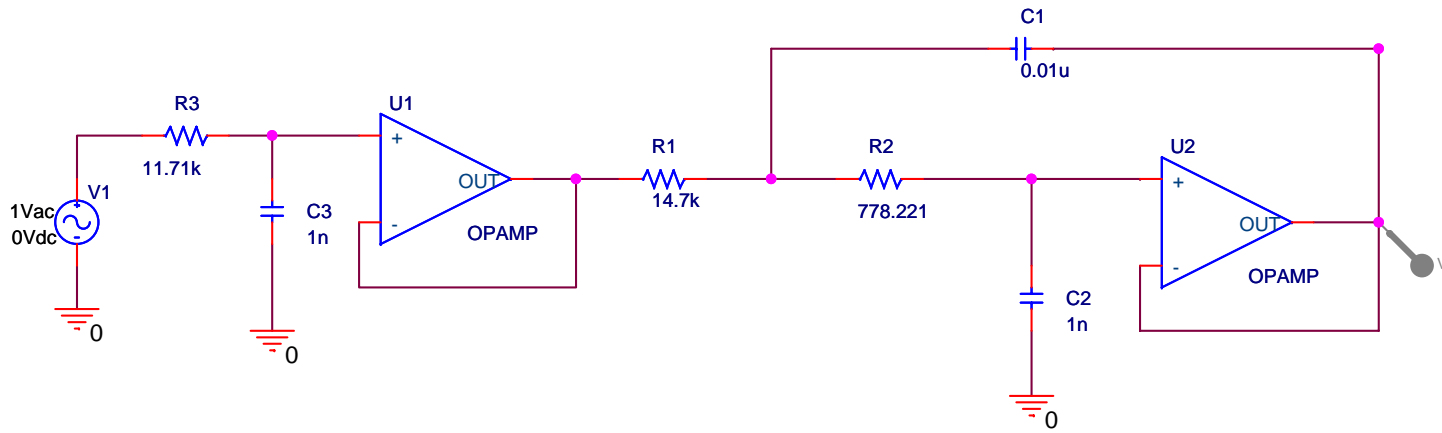 C1
0.01u
R3
11.71k
U1
+
-
OUT
OPAMP
R1
14.7k
R2
778.221
U2
+
-
OUT
OPAMP
V1
1Vac
0Vdc
+
-
C3
1n
C2
1n
0
0
0
V